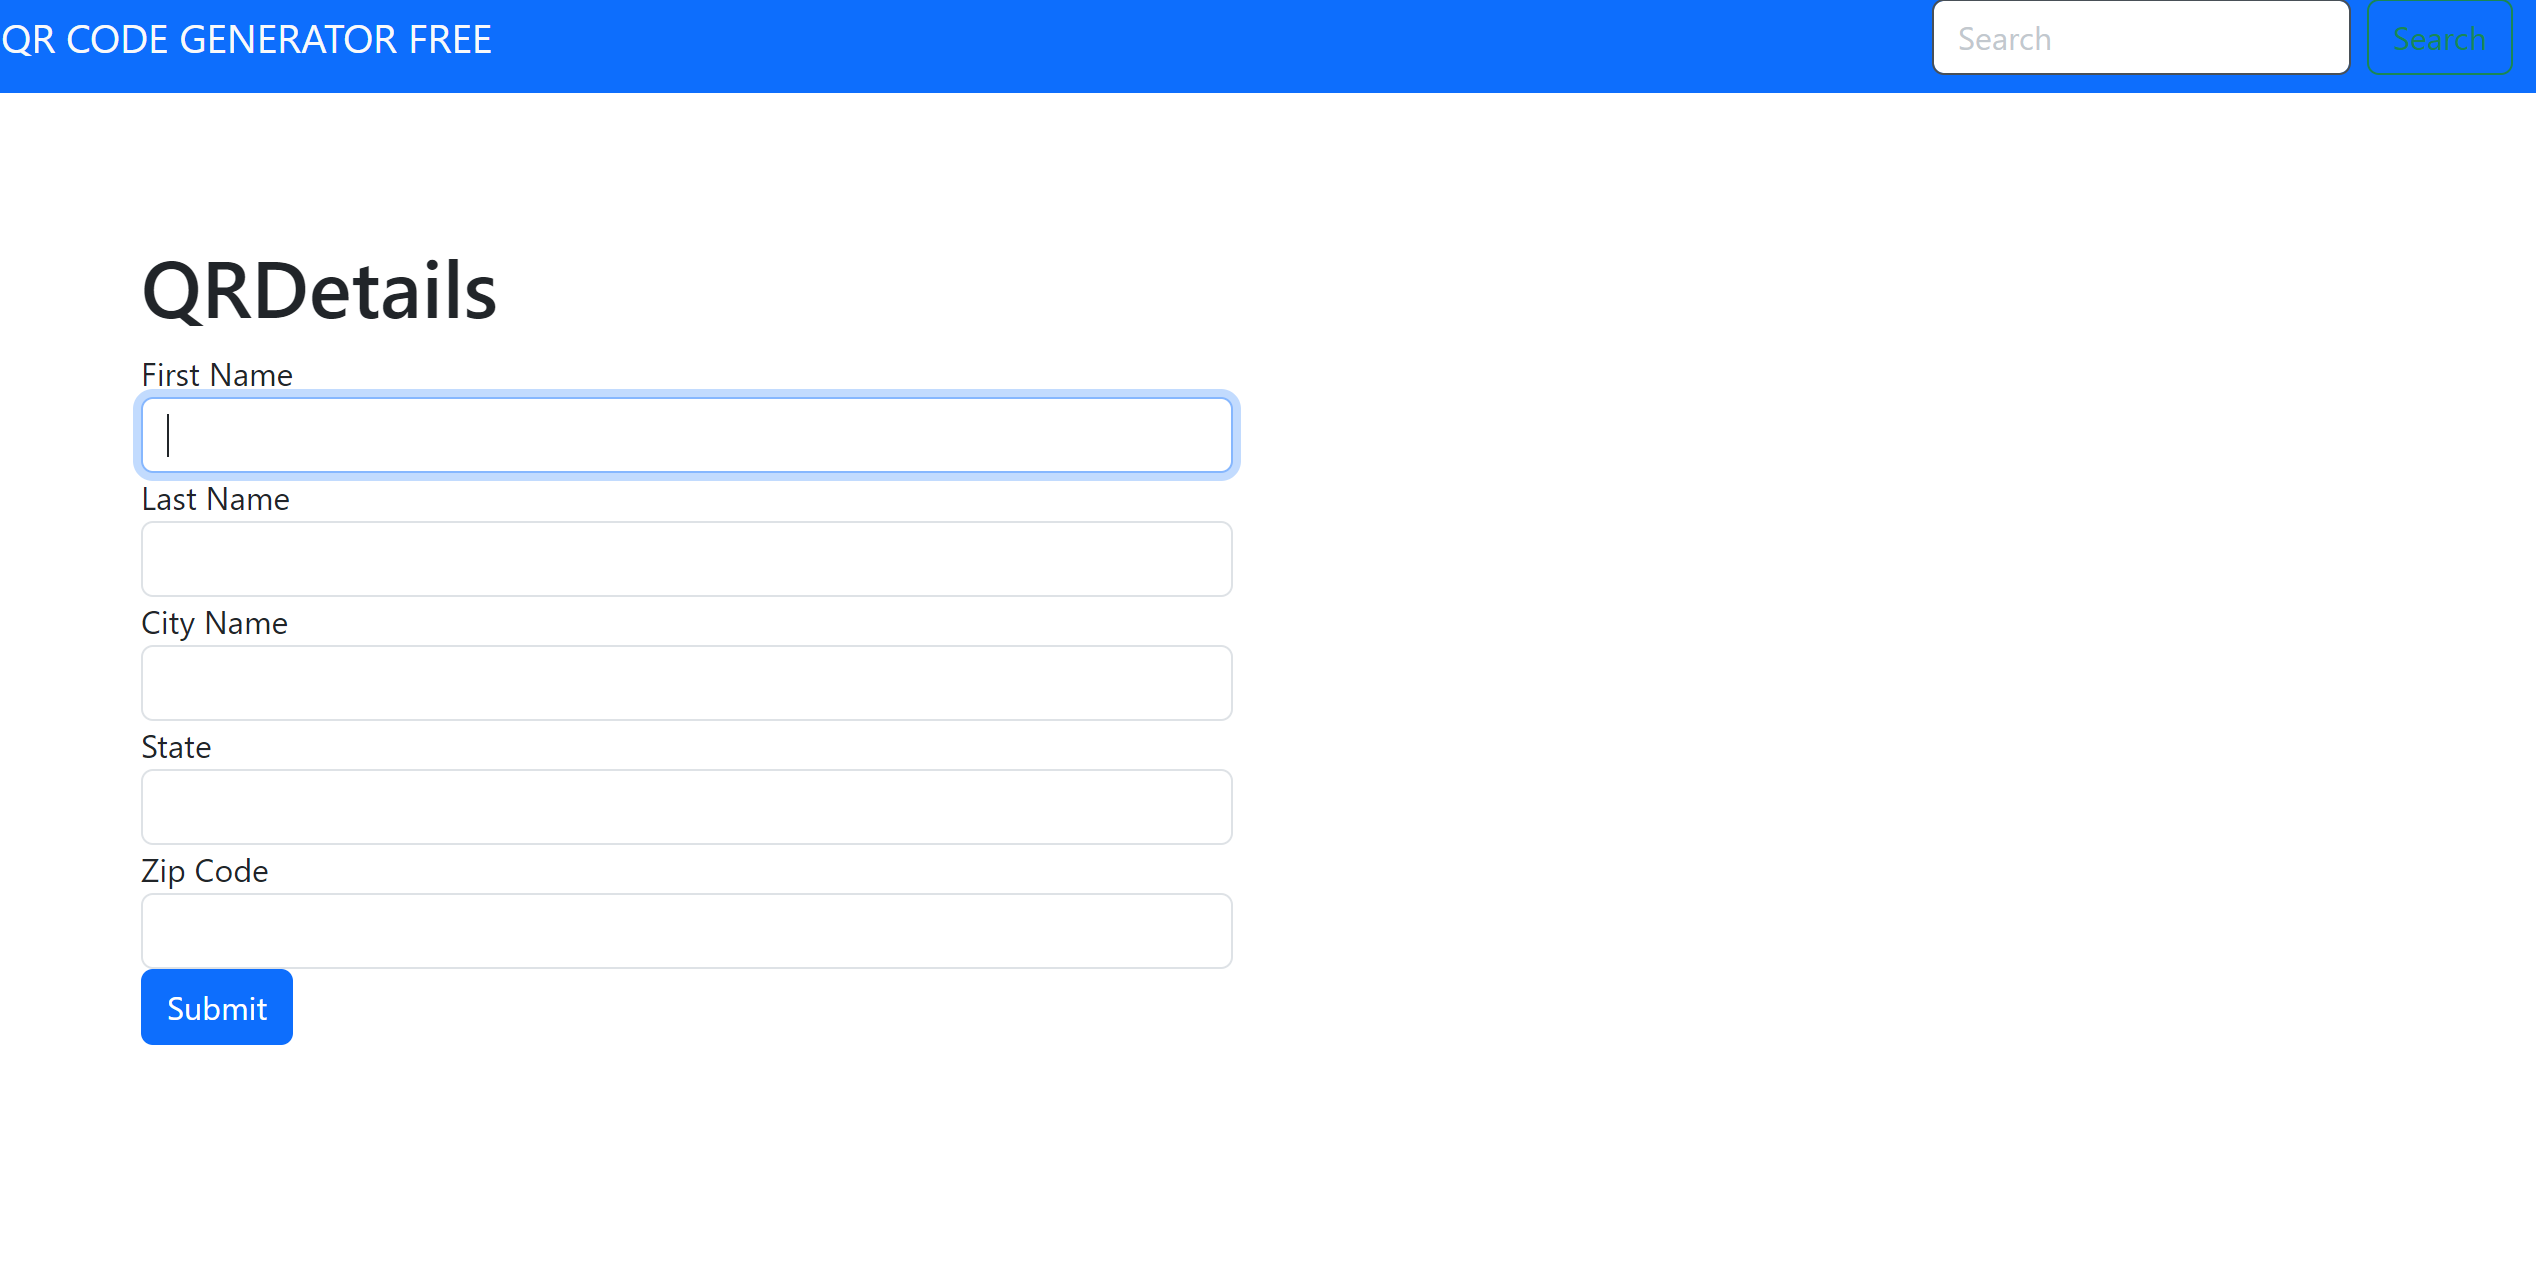 QR CODE GENERATOR FREE
Search
Search
QRDetails
First Name
Last Name
City Name
State
Zip Code
Submit